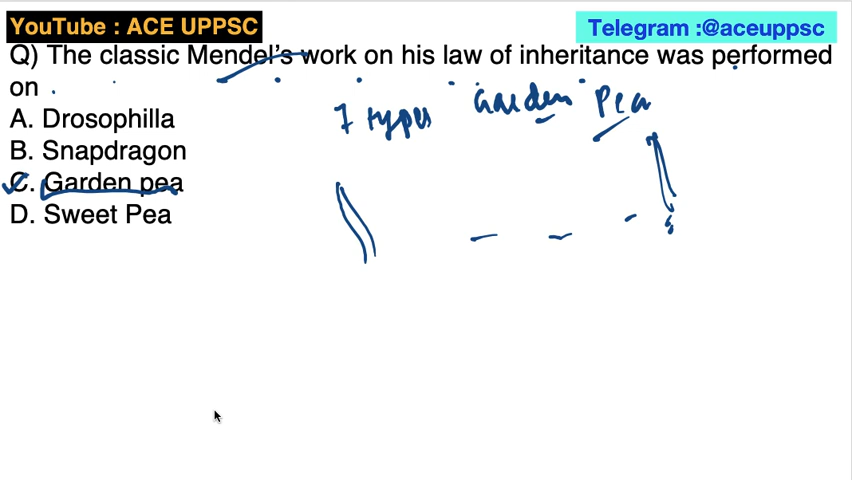 YouTube : ACE UPPSC
Telegram :@aceuppsc
Q) The classic Mendel's work on his law of inheritance was performed
on
7 types Garden Pea
A. Drosophilla
B. Snapdragon
C. Garden pea
D. Sweet Pea